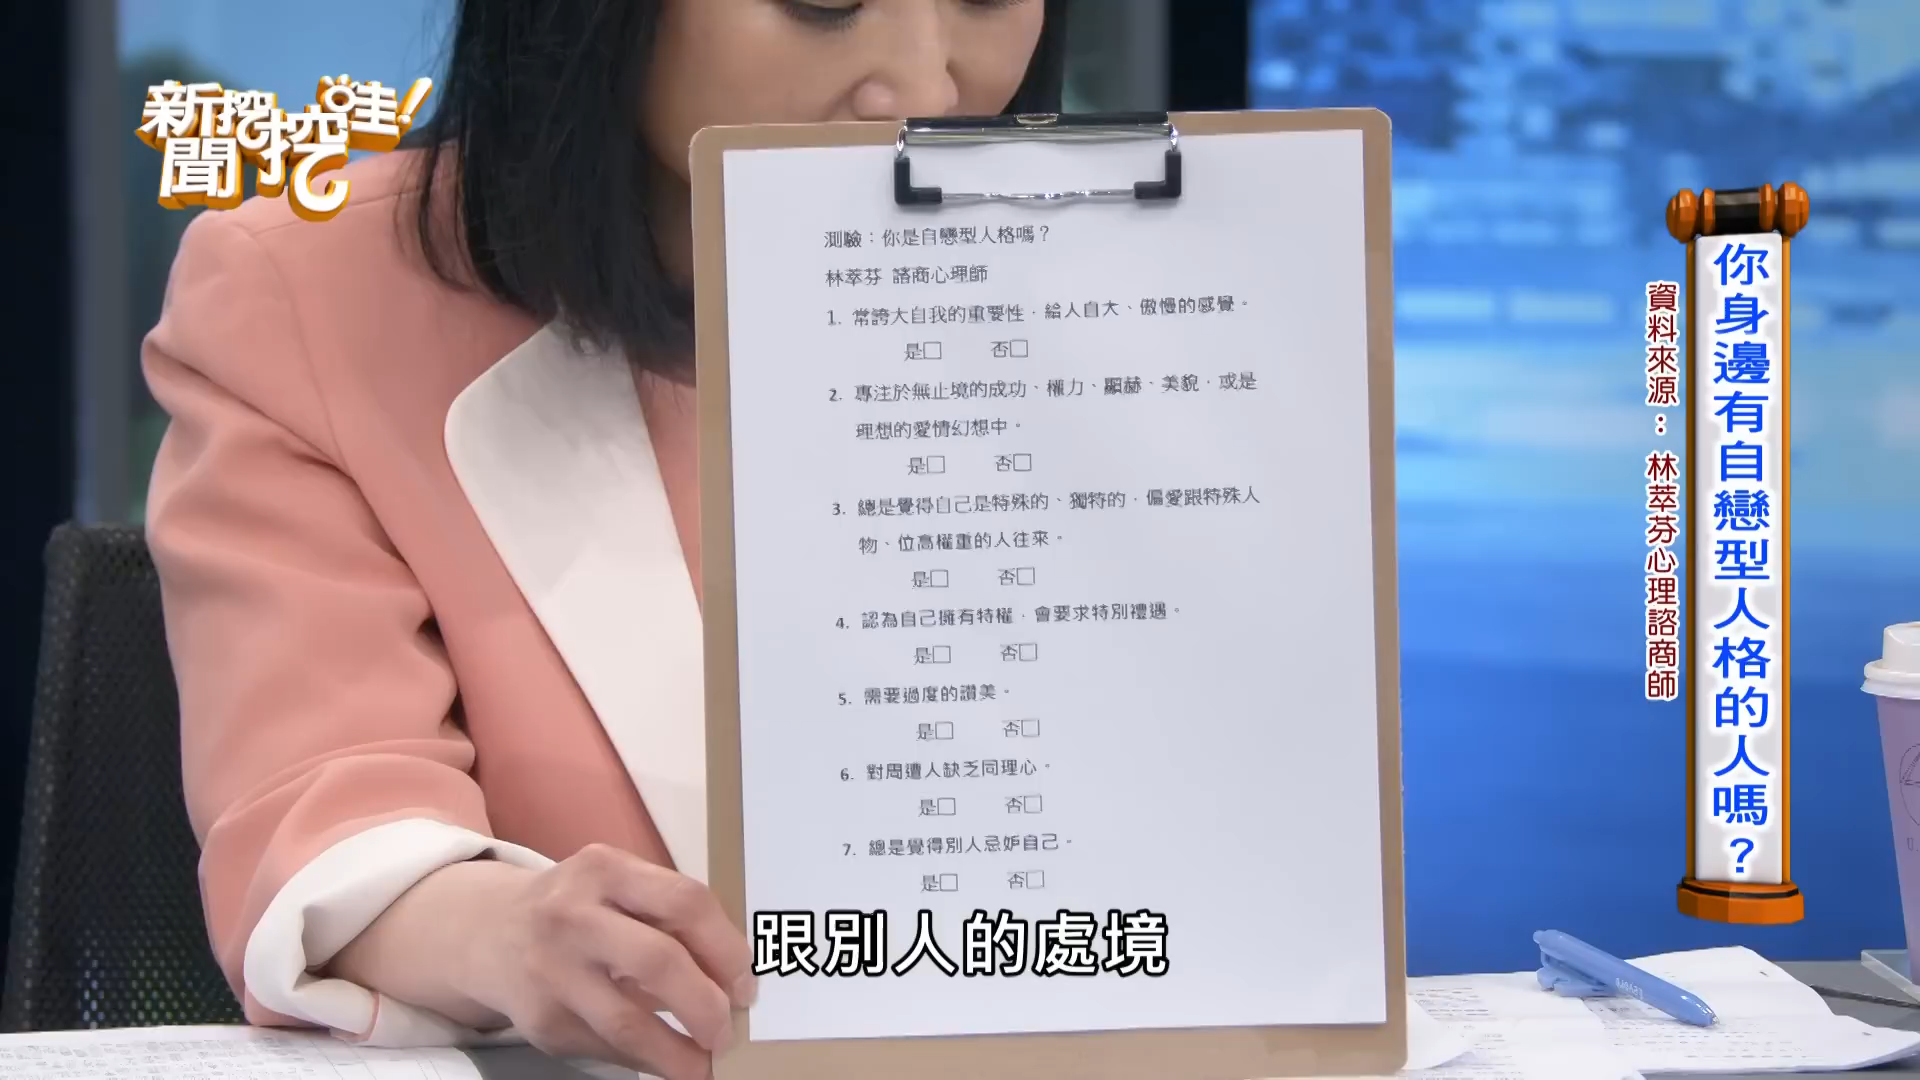 新聞挖挖哇！
測驗：你是自戀型人格嗎？
林萃芬 諮商心理師
1. 常誇大自我的重要性，給人自大、傲慢的感覺。
是□ 否□
2. 專注於無止境的成功、權力、顯赫、美貌，或是
理想的愛情幻想中。
是□ 否□
3. 總是覺得自己是特殊的、獨特的，偏愛跟特殊人
物、位高權重的人往來。
是□ 否□
4. 認為自己擁有特權，會要求特別禮遇。
是□ 否□
5. 需要過度的讚美。
是□ 否□
6. 對周遭人缺乏同理心。
是□ 否□
7. 總是覺得別人忌妒自己。
是□ 否□
你身邊有自戀型人格的人嗎？
資料來源：林萃芬心理諮商師
跟別人的處境